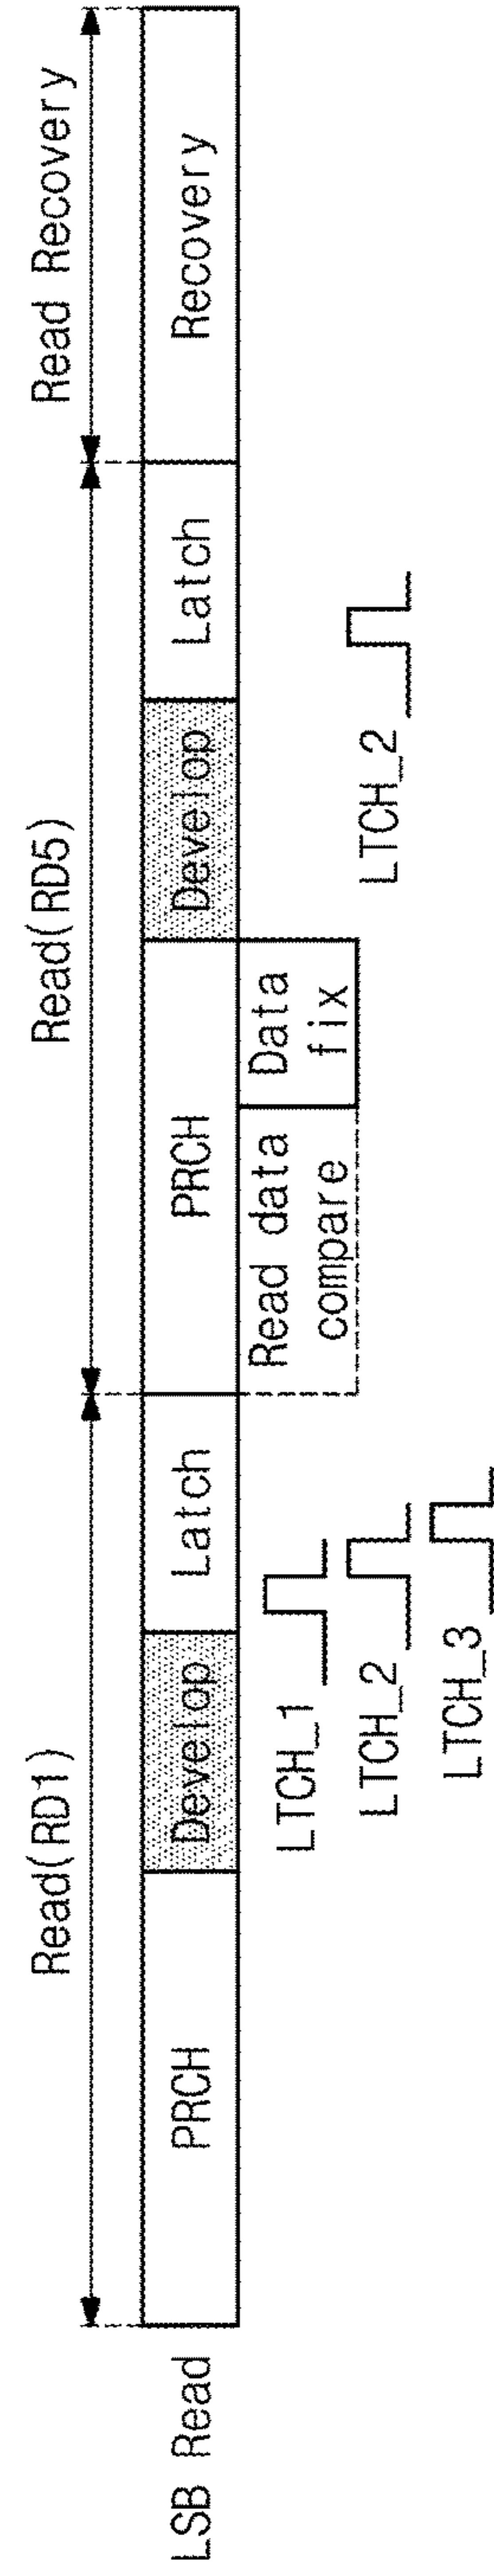 Read(RD1)
Read(RD5)
Read Recovery
LSB Read
PRCH
Develop
Latch
PRCH
Develop
Latch
Recovery
Read data
compare
Data
fix
LTCH_1
LTCH_2
LTCH_3
LTCH_2